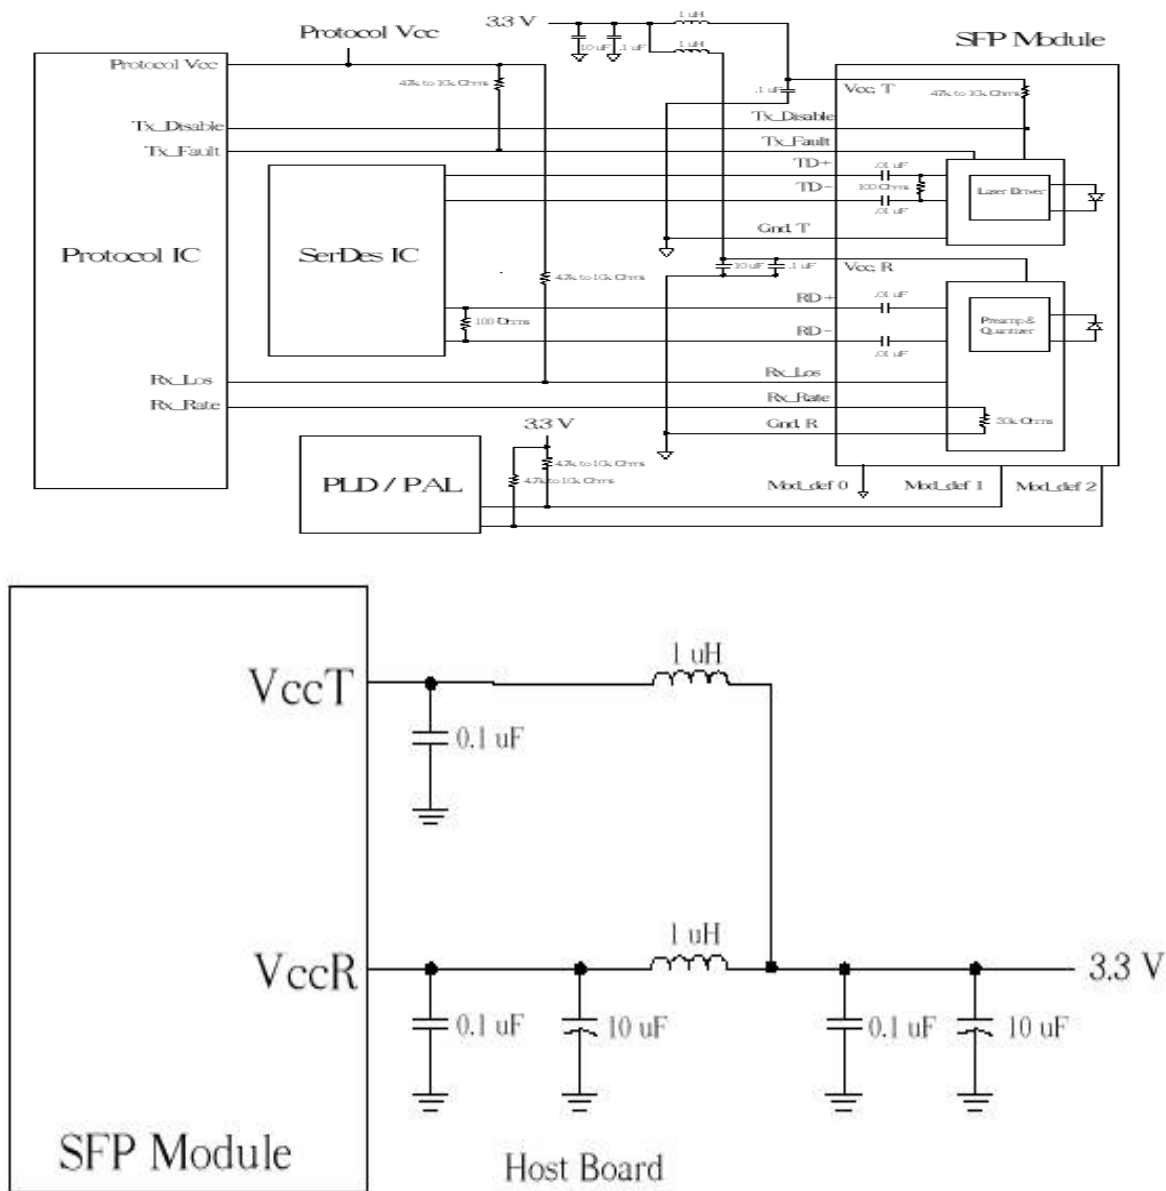 3.3 V
1 uH
Protocol Vcc
10 uF
.1 uF
1 uH
SFP Module
Protocol Vcc
4.7k to 10k Ohms
.1 uF
Vcc, T
4.7k to 10k Ohms
Tx_Disable
Tx_Disable
Tx_Fault
Tx_Fault
TD+
.01 uF
TD-
100 Ohms
Laser Driver
.01 uF
Gnd, T
Protocol IC
SerDes IC
4.7k to 10k Ohms
10 uF
.1 uF
Vcc, R
RD+
.01 uF
100 Ohms
Preamp &
Quantizer
RD-
.01 uF
Rx_Los
Rx_Los
Rx_Rate
Rx_Rate
3.3 V
Gnd, R
30k Ohms
4.7k to 10k Ohms
4.7k to 10k Ohms
PLD / PAL
Mod_def 0
Mod_def 1
Mod_def 2
1 uH
VccT
0.1 uF
1 uH
VccR
3.3 V
0.1 uF
10 uF
0.1 uF
10 uF
SFP Module
Host Board